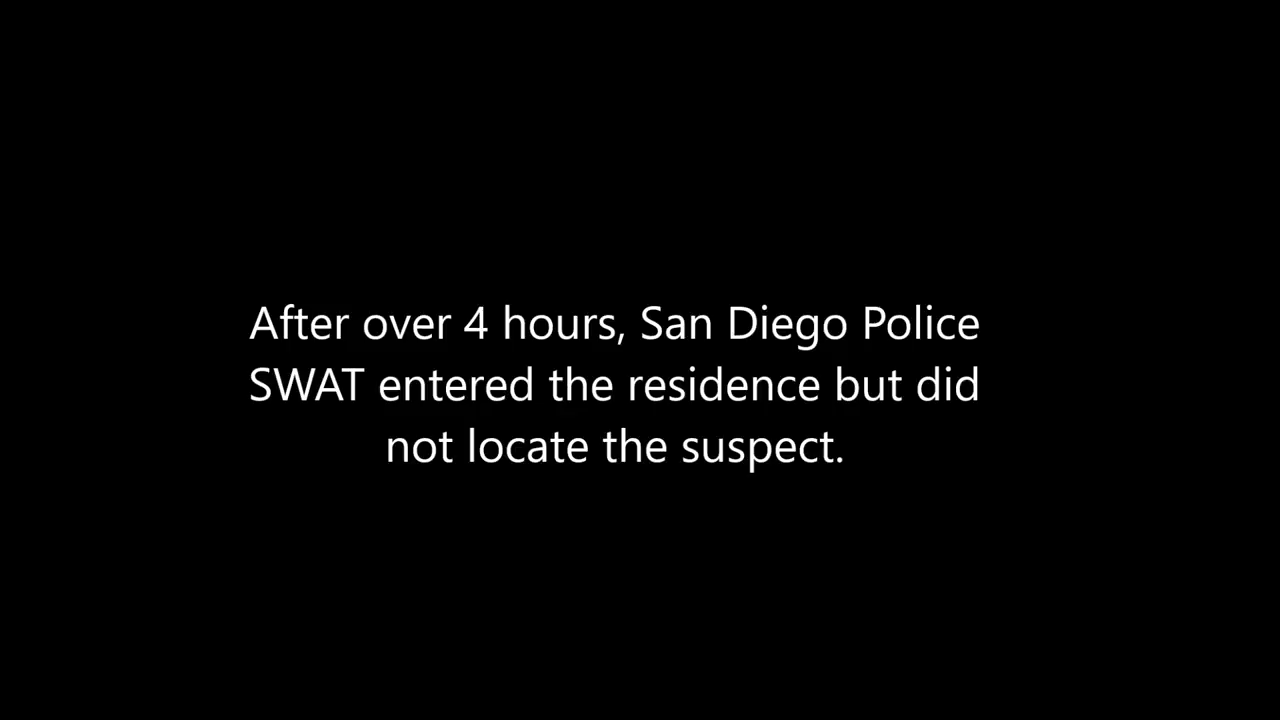 After over 4 hours, San Diego Police
SWAT entered the residence but did
not locate the suspect.